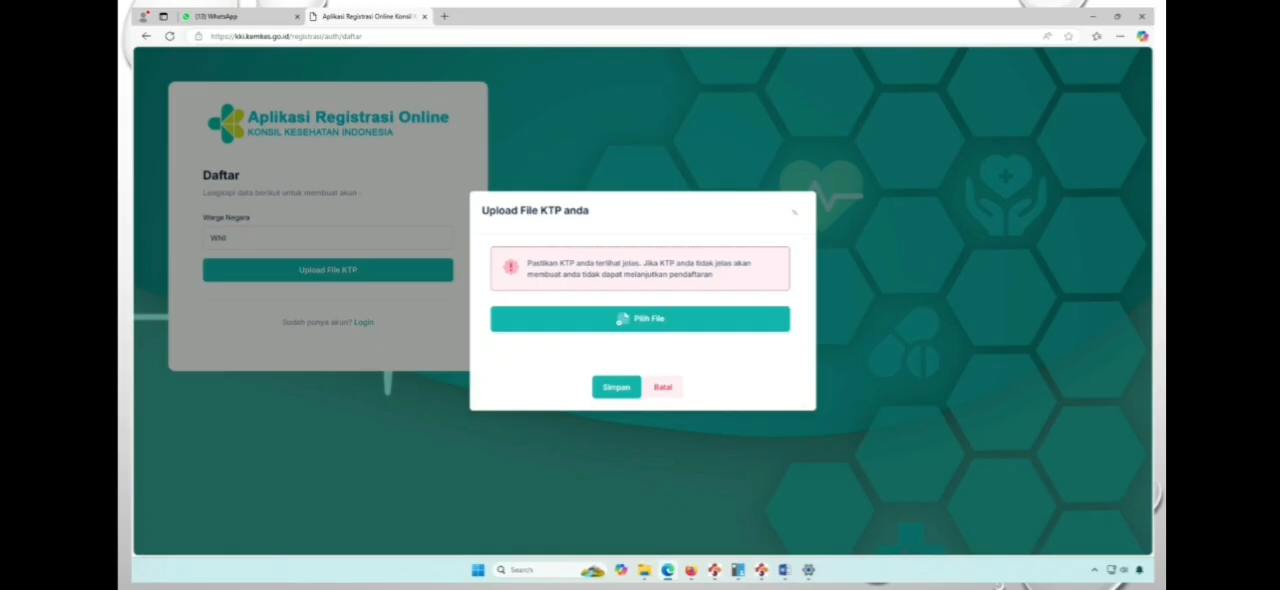 (13) WhatsApp
Aplikasi Registrasi Online Konsil K
https://kki.kemkes.go.id/registrasi/auth/daftar
Aplikasi Registrasi Online
KONSIL KESEHATAN INDONESIA
Daftar
Lengkapi data berikut untuk membuat akun -
Warga Negara
WNI
Upload File KTP
Sudah punya akun? Login
Upload File KTP anda
Pastikan KTP anda terlihat jelas. Jika KTP anda tidak jelas akan
membuat anda tidak dapat melanjutkan pendaftaran
Pilih File
Simpan
Batal
Search